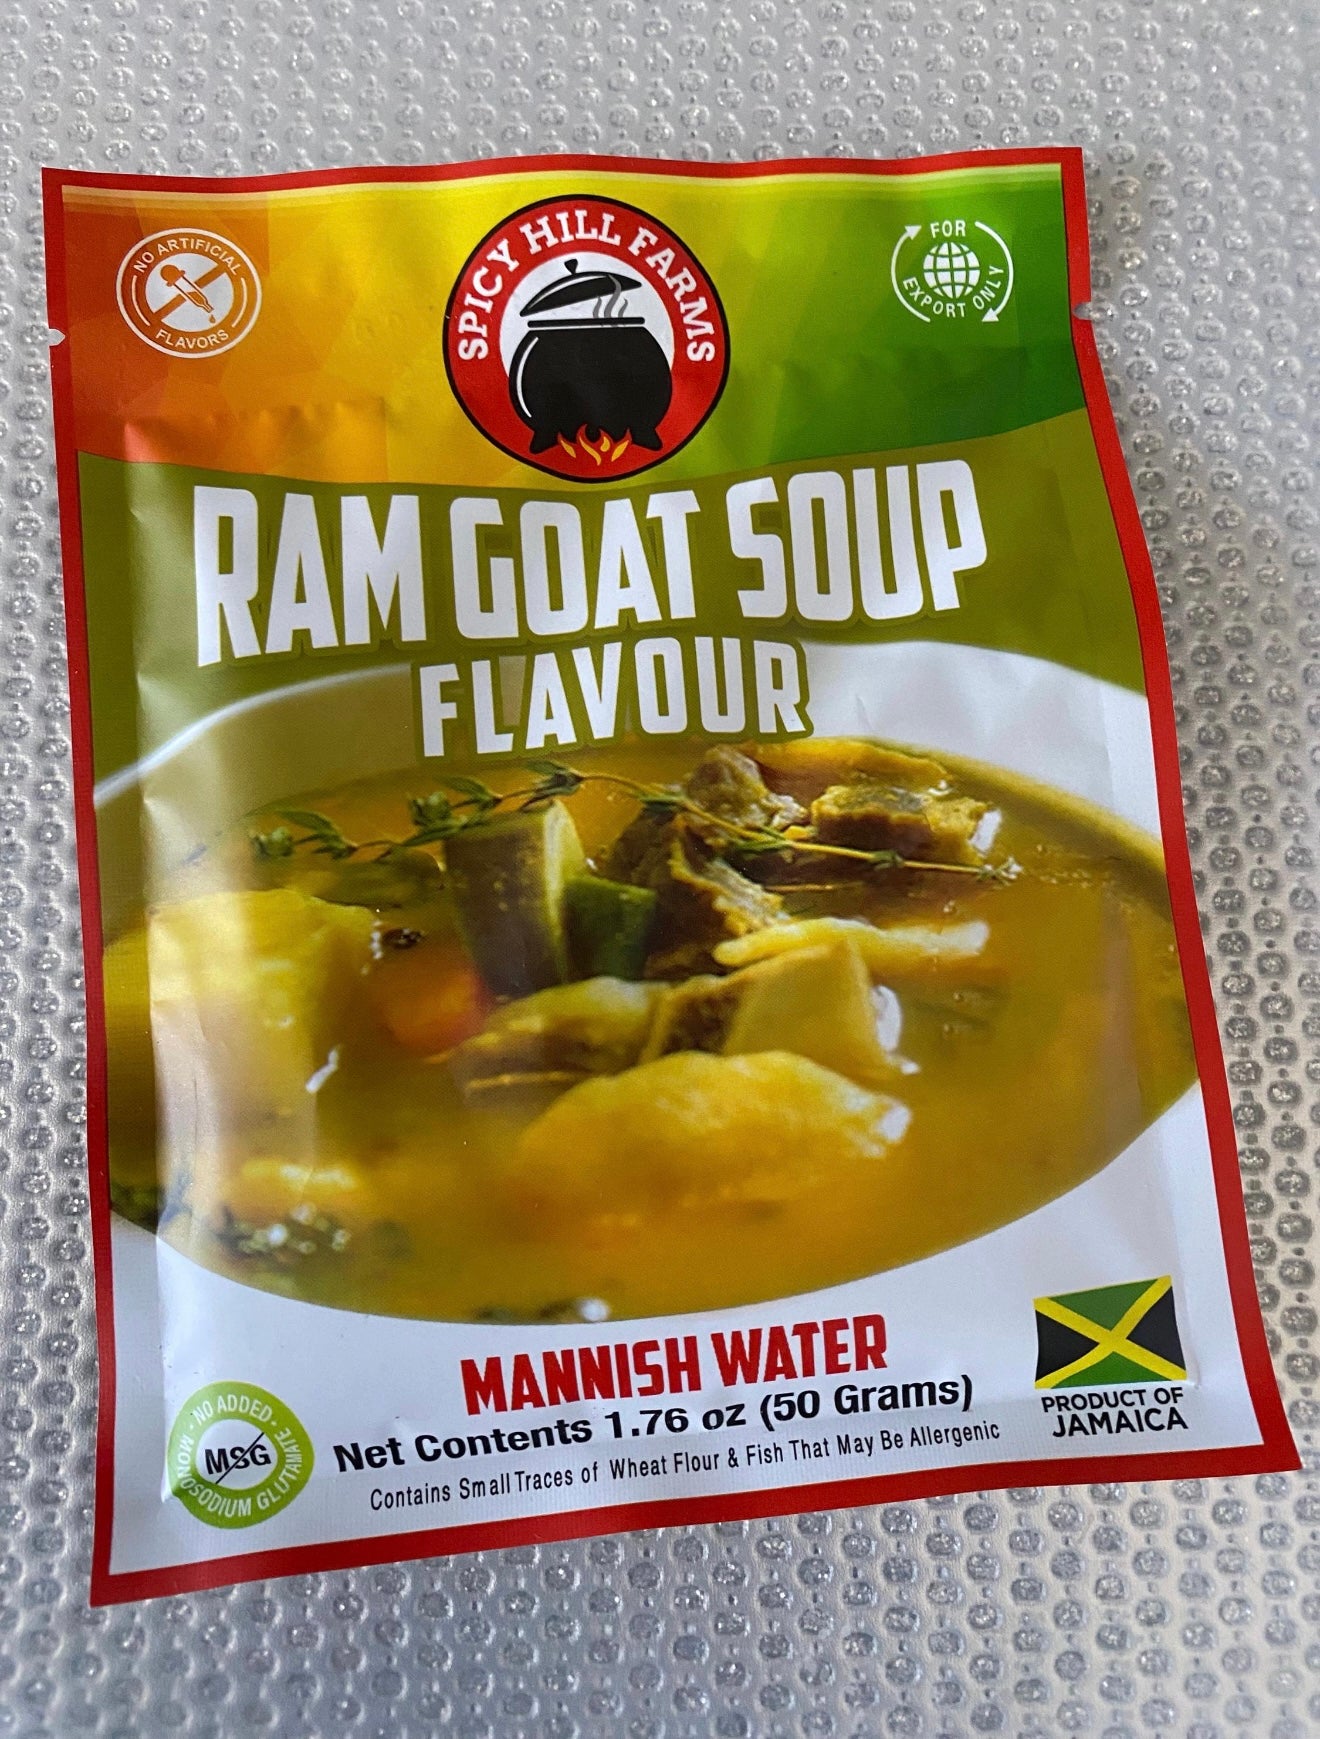 NO ARTIFICIAL
FLAVORS
SPICY HILL FARMS
FOR
EXPORT ONLY
RAM GOAT SOUP
FLAVOUR
MANNISH WATER
Net Contents 1.76 oz (50 Grams)
Contains Small Traces of Wheat Flour & Fish That May Be Allergenic
• NO ADDED •
MONOSODIUM GLUTAMATE
MSG
PRODUCT OF
JAMAICA